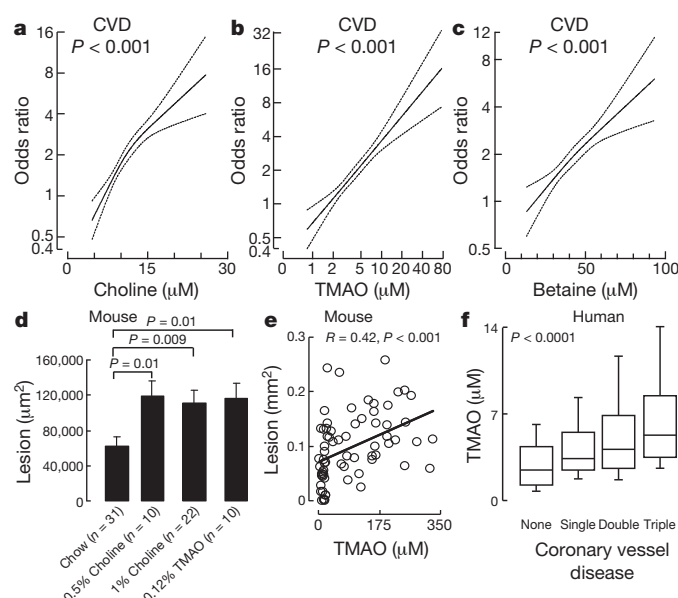 a
CVD
P < 0.001
16
8
4
2
1
0.5
0.4
Odds ratio
0
15
30
Choline (μM)
b
CVD
P < 0.001
32
16
8
4
2
1
0.5
0.4
Odds ratio
0
1
2
5
10
20
40
80
TMAO (μM)
c
CVD
P < 0.001
12
8
4
2
1
0.5
Odds ratio
0
50
100
Betaine (μM)
d
Mouse
P = 0.01
P = 0.009
P = 0.01
160,000
120,000
80,000
40,000
0
Lesion (μm²)
Chow (n = 31)
0.5% Choline (n = 10)
1% Choline (n = 22)
0.12% TMAO (n = 10)
e
Mouse
R = 0.42, P < 0.001
0.3
0.2
0.1
0
Lesion (mm²)
0
175
350
TMAO (μM)
f
Human
P < 0.0001
14
7
0
TMAO (μM)
None
Single
Double
Triple
Coronary vessel
disease